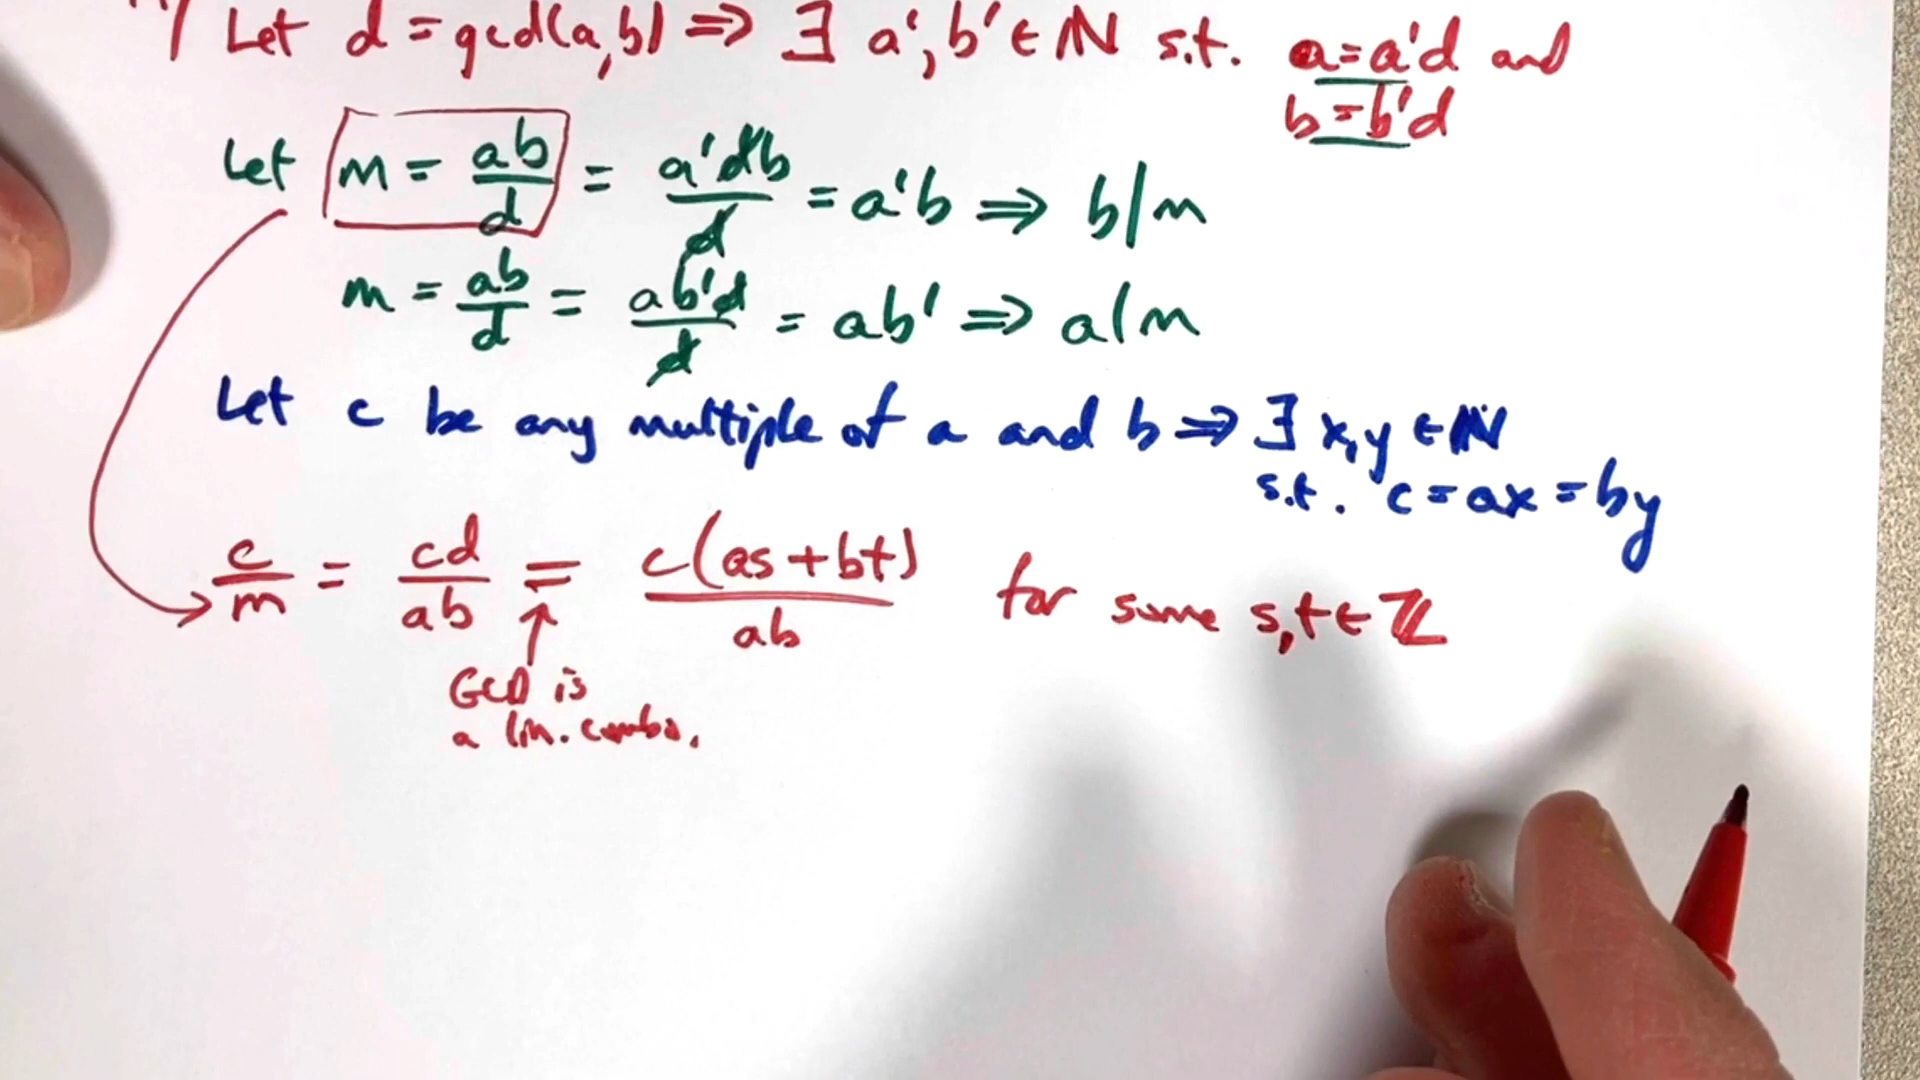 Let d = gcd(a,b) ⇒ ∃ a', b' ∈ ℕ s.t. a = a'd and
b = b'd
Let m = ab/d = a'db/d = a'b ⇒ b|m
m = ab/d = ab'd/d = ab' ⇒ a|m
Let c be any multiple of a and b ⇒ ∃ x,y ∈ ℕ
s.t. c = ax = by
c/m = cd/ab = c(as+bt)/ab for some s,t ∈ ℤ
GCD is
a lin. combo.